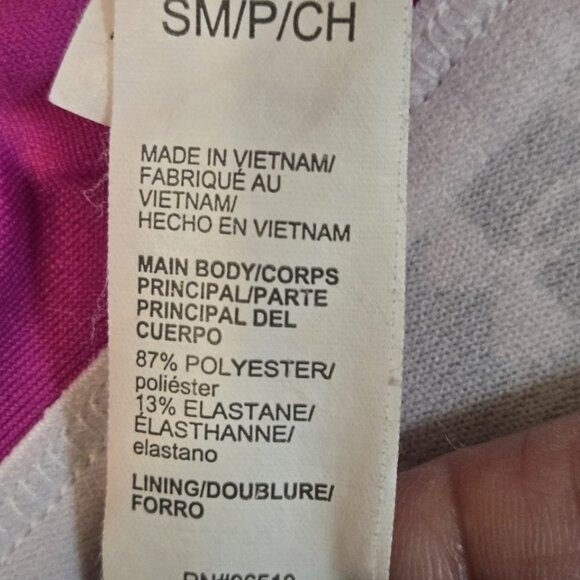 SM/P/CH
MADE IN VIETNAM/
FABRIQUÉ AU
VIETNAM/
HECHO EN VIETNAM
MAIN BODY/CORPS
PRINCIPAL/PARTE
PRINCIPAL DEL
CUERPO
87% POLYESTER/
poliéster
13% ELASTANE/
ÉLASTHANNE/
elastano
LINING/DOUBLURE/
FORRO